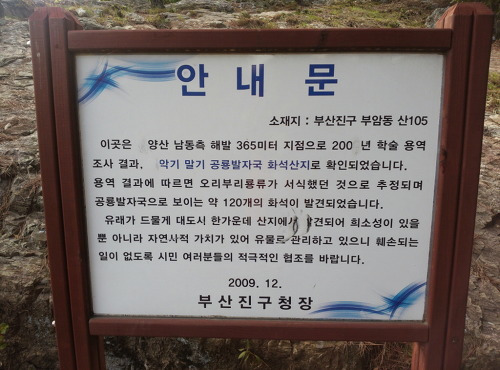 안 내 문
소재지 : 부산진구 부암동 산105
이곳은 양산 남동측 해발 365미터 지점으로 200 년 학술 용역
조사 결과, 악기 말기 공룡발자국 화석산지로 확인되었습니다.
용역 결과에 따르면 오리부리룡류가 서식했던 것으로 추정되며
공룡발자국으로 보이는 약 120개의 화석이 발견되었습니다.
유래가 드물게 대도시 한가운데 산지에서 발견되어 희소성이 있을
뿐 아니라 자연사적 가치가 있어 유물로 관리하고 있으니 훼손되는
일이 없도록 시민 여러분들의 적극적인 협조를 바랍니다.
2009. 12.
부산진구청장